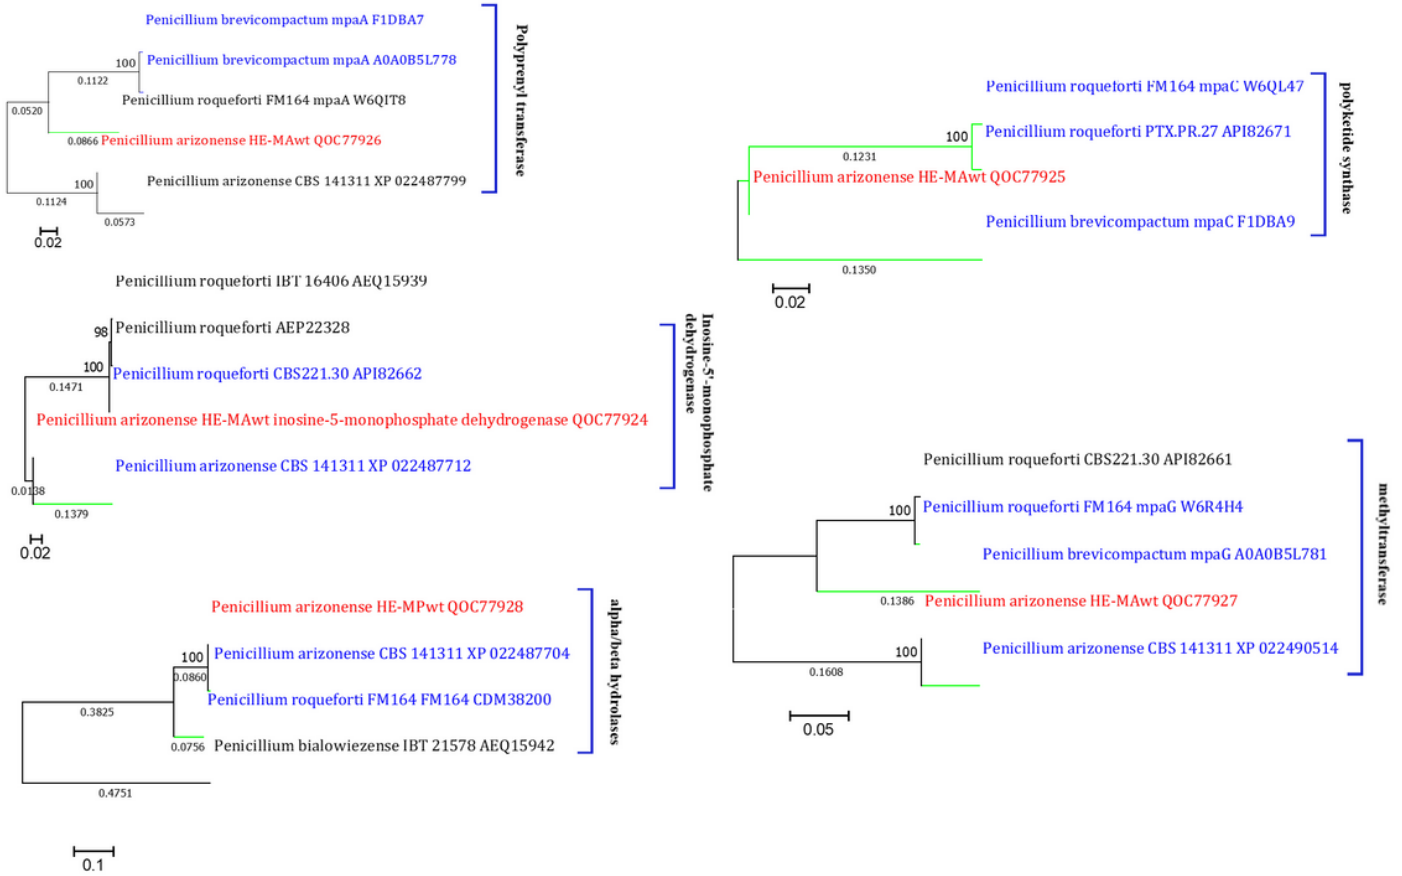 Penicillium brevicompactum mpaA F1DBA7
100
Penicillium brevicompactum mpaA A0A0B5L778
0.1122
Penicillium roqueforti FM164 mpaA W6QIT8
0.0520
0.0866
Penicillium arizonense HE-MAwt QOC77926
100
Penicillium arizonense CBS 141311 XP 022487799
0.1124
0.0573
0.02
Polyprenyl transferase
Penicillium roqueforti FM164 mpaC W6QL47
100
Penicillium roqueforti PTX.PR.27 API82671
0.1231
Penicillium arizonense HE-MAwt QOC77925
Penicillium brevicompactum mpaC F1DBA9
0.1350
0.02
polyketide synthase
Penicillium roqueforti IBT 16406 AEQ15939
98
Penicillium roqueforti AEP22328
100
Penicillium roqueforti CBS221.30 API82662
0.1471
Penicillium arizonense HE-MAwt inosine-5-monophosphate dehydrogenase QOC77924
Penicillium arizonense CBS 141311 XP 022487712
0.0138
0.1379
0.02
Inosine-5'-monophosphate
dehydrogenase
Penicillium roqueforti CBS221.30 API82661
100
Penicillium roqueforti FM164 mpaG W6R4H4
Penicillium brevicompactum mpaG A0A0B5L781
0.1386
Penicillium arizonense HE-MAwt QOC77927
100
Penicillium arizonense CBS 141311 XP 022490514
0.1608
0.05
methyltransferase
Penicillium arizonense HE-MPwt QOC77928
100
Penicillium arizonense CBS 141311 XP 022487704
0.0860
Penicillium roqueforti FM164 FM164 CDM38200
0.3825
0.0756
Penicillium bialowiezense IBT 21578 AEQ15942
0.4751
0.1
alpha/beta hydrolases